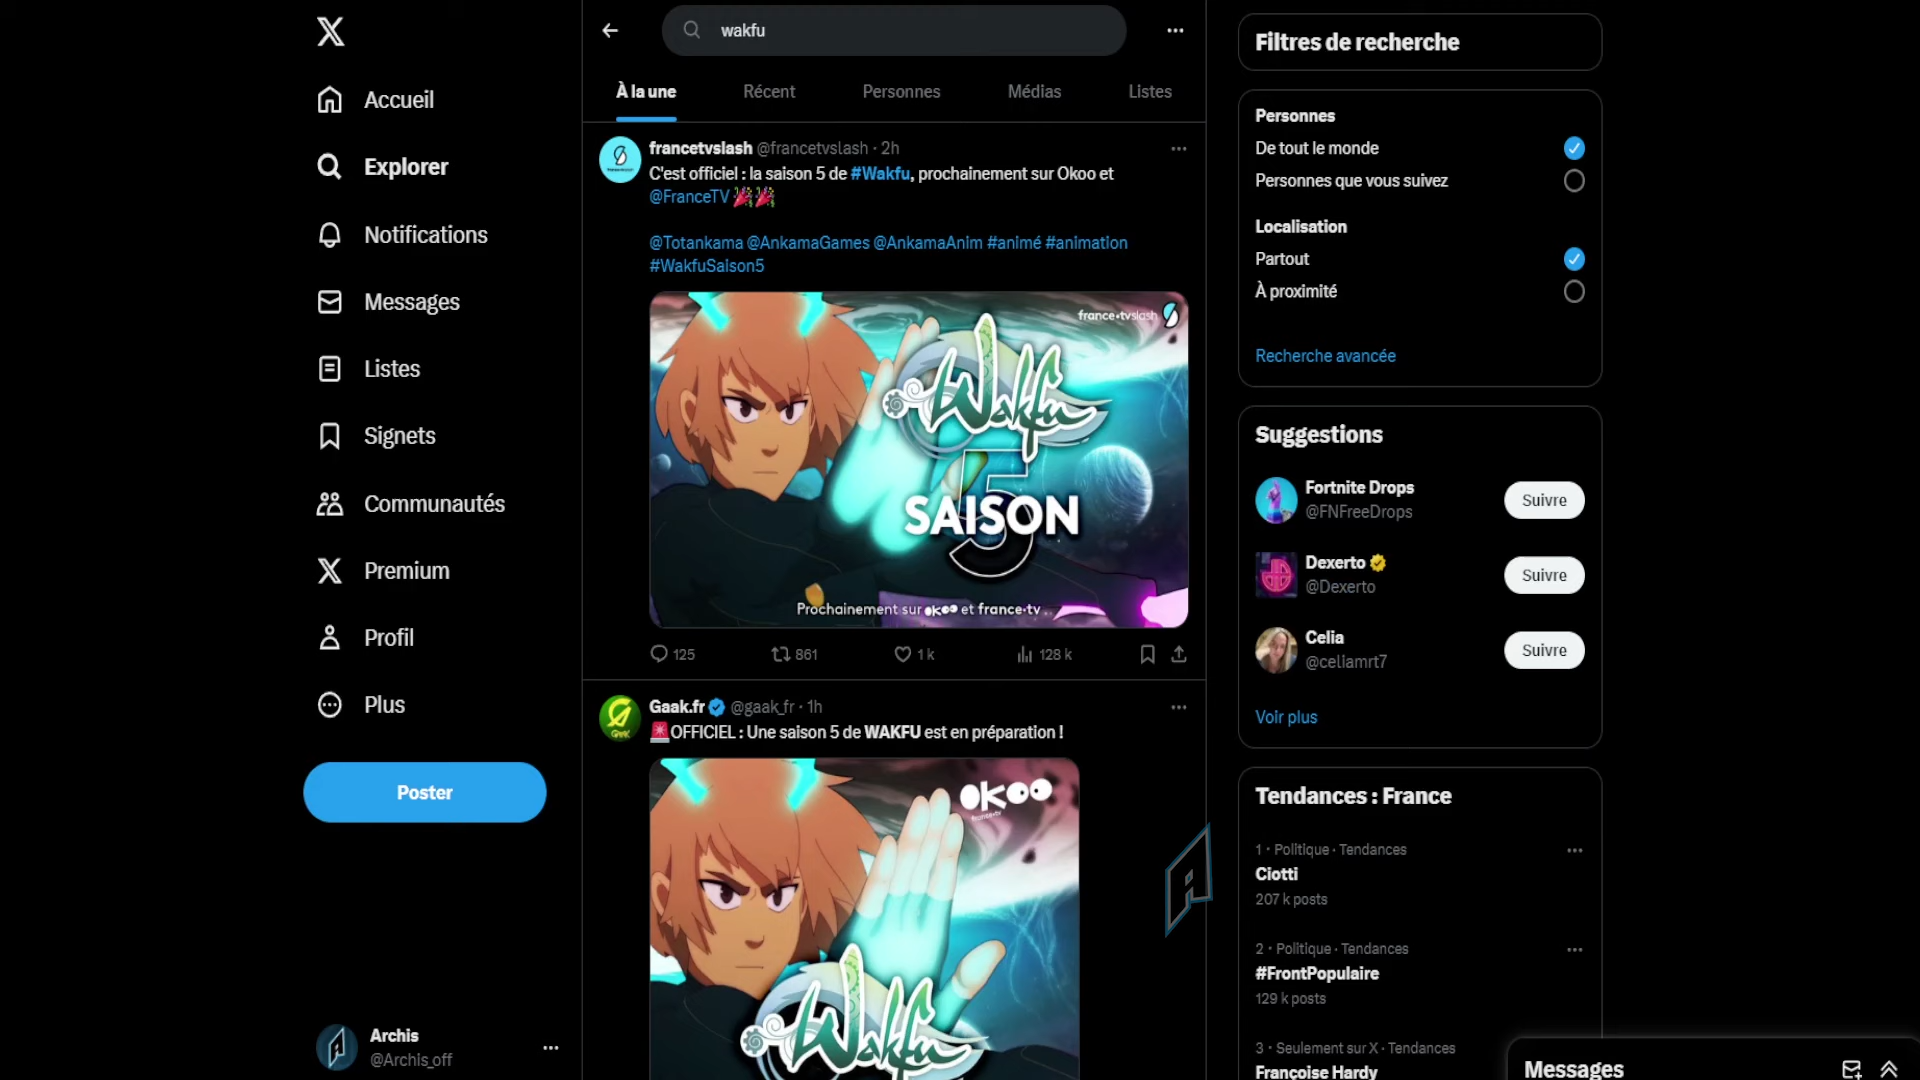 Accueil
Explorer
Notifications
Messages
Listes
Signets
Communautés
Premium
Profil
Plus
Poster
Archis
@Archis_off
wakfu
À la une
Récent
Personnes
Médias
Listes
francetvslash @francetvslash · 2h
C'est officiel : la saison 5 de #Wakfu, prochainement sur Okoo et
@FranceTV
@Totankama @AnkamaGames @AnkamaAnim #animé #animation
#WakfuSaison5
france•tvslash
Wakfu
5
SAISON
Prochainement sur okoo et france•tv
125
861
1 k
128 k
Gaak.fr @gaak_fr · 1h
OFFICIEL : Une saison 5 de WAKFU est en préparation !
okoo
france•tv
Wakfu
Filtres de recherche
Personnes
De tout le monde
Personnes que vous suivez
Localisation
Partout
À proximité
Recherche avancée
Suggestions
Fortnite Drops
@FNFreeDrops
Suivre
Dexerto
@Dexerto
Suivre
Celia
@celiamrt7
Suivre
Voir plus
Tendances : France
1 · Politique · Tendances
Ciotti
207 k posts
2 · Politique · Tendances
#FrontPopulaire
129 k posts
3 · Seulement sur X · Tendances
Françoise Hardy
Messages